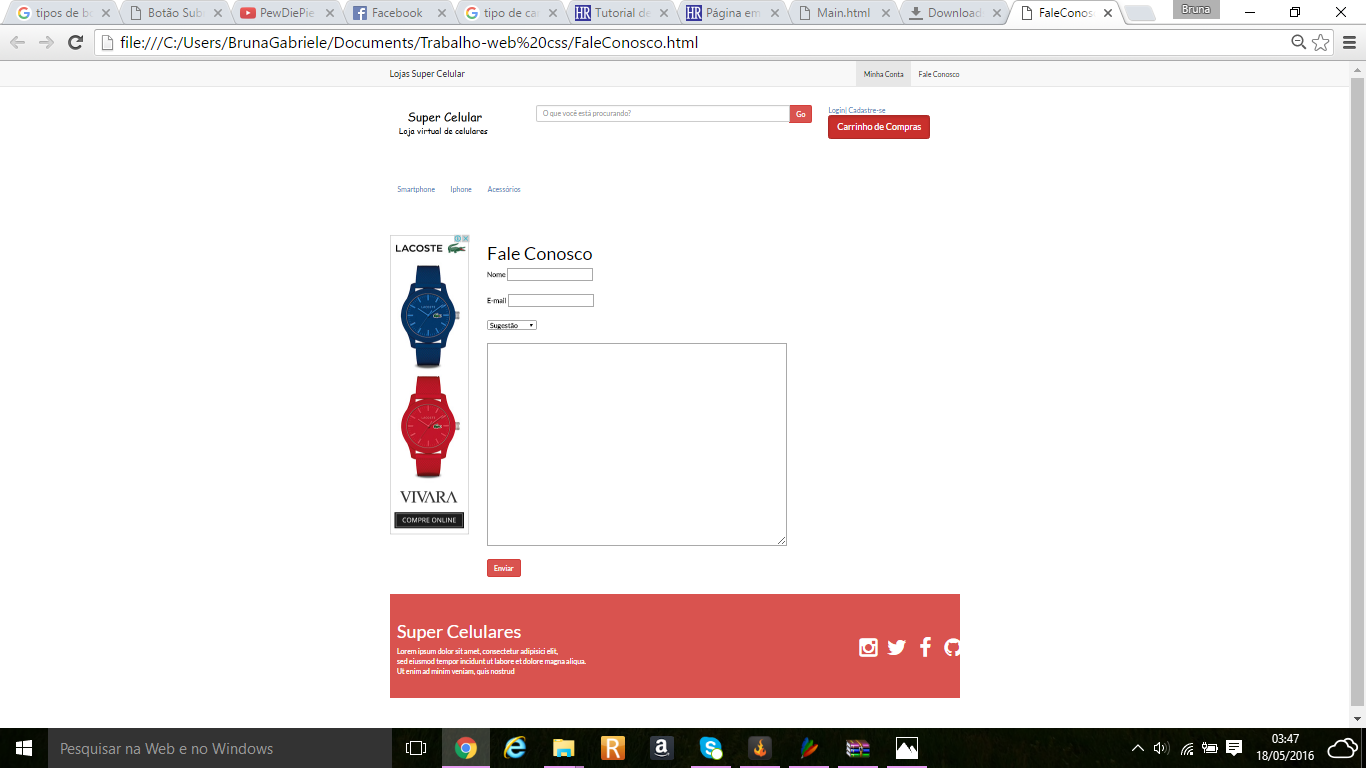 tipos de bo
Botão Sub
PewDiePie
Facebook
tipo de ca
Tutorial de
Página em
Main.html
Download
FaleConos
Bruna
file:///C:/Users/BrunaGabriele/Documents/Trabalho-web%20css/FaleConosco.html
Lojas Super Celular
Minha Conta
Fale Conosco
Super Celular
Loja virtual de celulares
O que você está procurando?
Go
Login| Cadastre-se
Carrinho de Compras
Smartphone
Iphone
Acessórios
LACOSTE
VIVARA
COMPRE ONLINE
Fale Conosco
Nome
E-mail
Sugestão
Enviar
Super Celulares
Lorem ipsum dolor sit amet, consectetur adipisici elit,
sed eiusmod tempor incidunt ut labore et dolore magna aliqua.
Ut enim ad minim veniam, quis nostrud
Pesquisar na Web e no Windows
03:47
18/05/2016